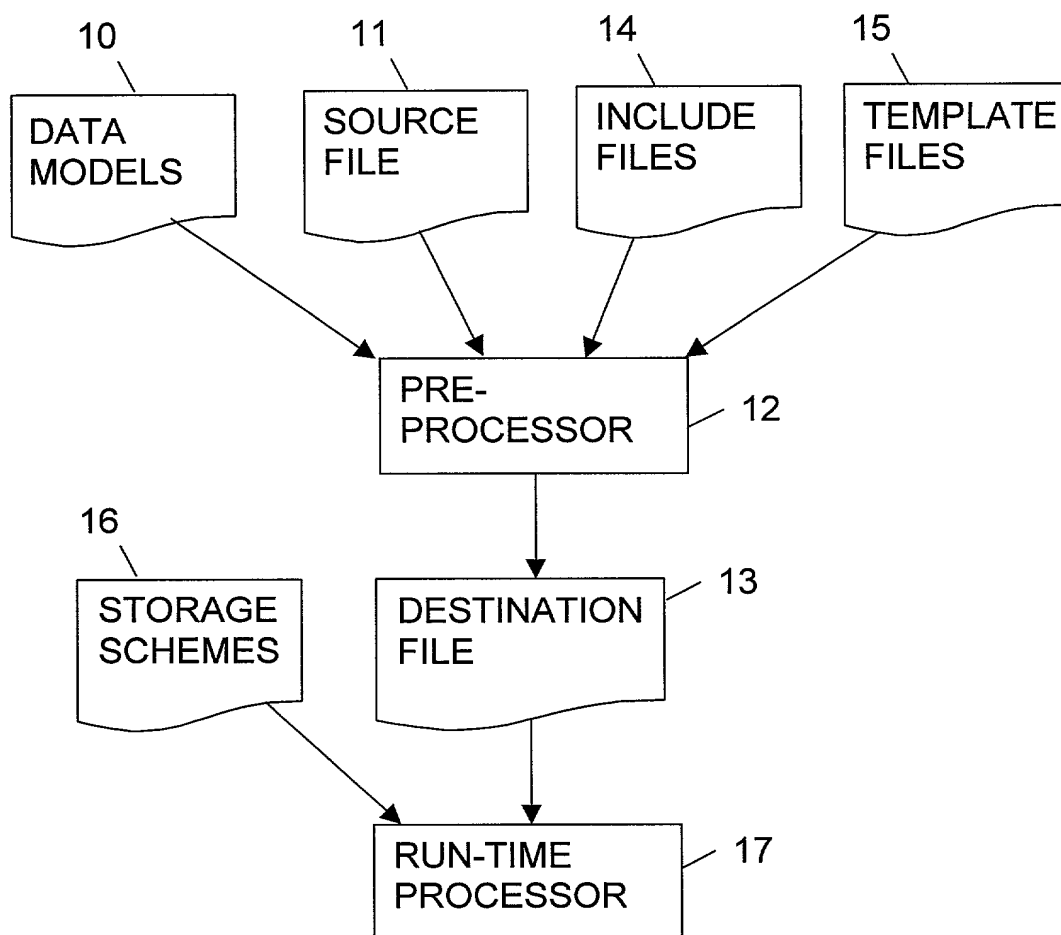 10
11
14
15
DATA
MODELS
SOURCE
FILE
INCLUDE
FILES
TEMPLATE
FILES
PRE-
PROCESSOR
12
16
STORAGE
SCHEMES
DESTINATION
FILE
13
RUN-TIME
PROCESSOR
17